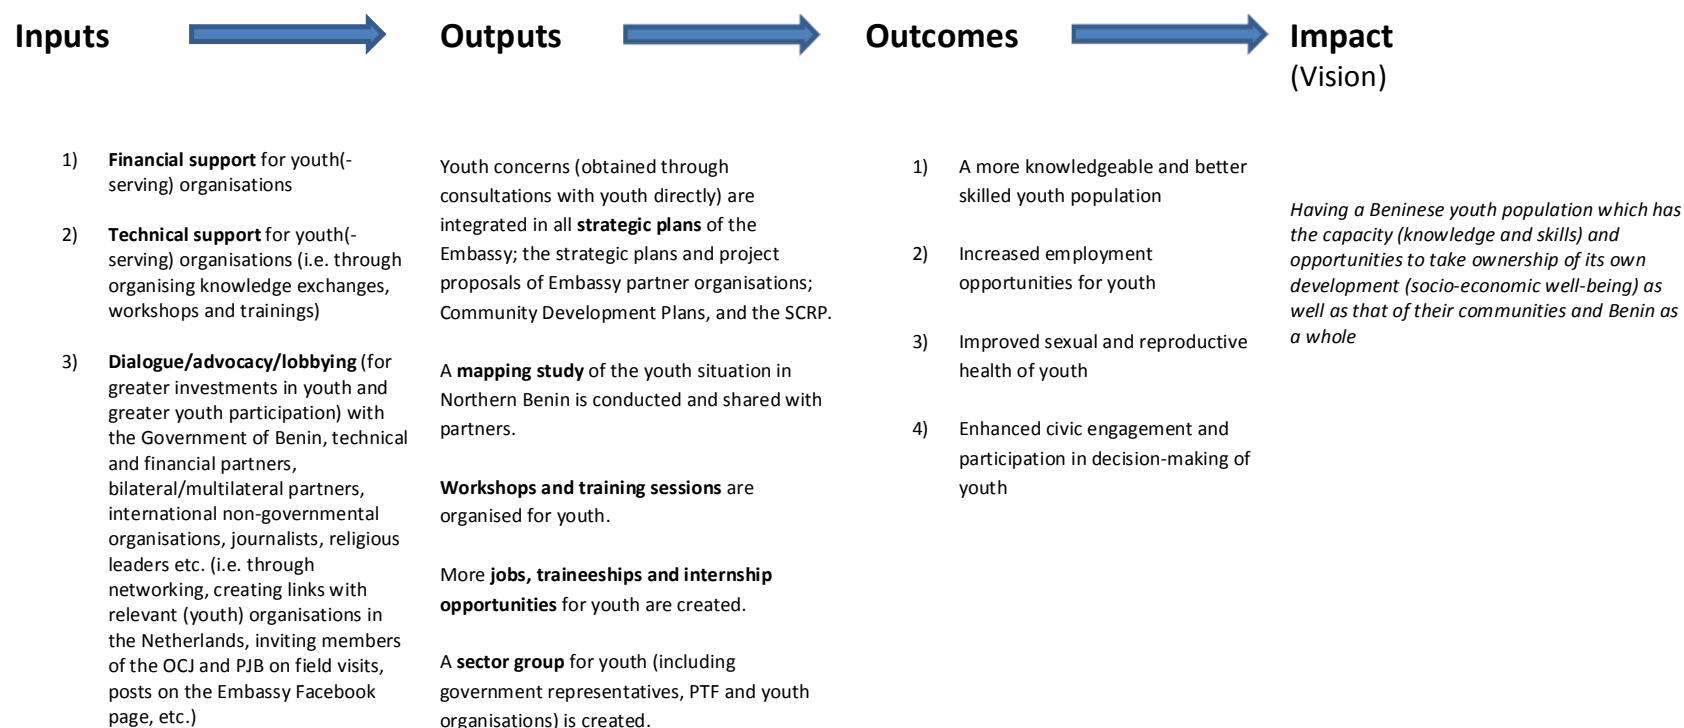 Inputs
Outputs
Outcomes
Impact
(Vision)
1) Financial support for youth(-
serving) organisations
2) Technical support for youth(-
serving) organisations (i.e. through
organising knowledge exchanges,
workshops and trainings)
3) Dialogue/advocacy/lobbying (for
greater investments in youth and
greater youth participation) with
the Government of Benin, technical
and financial partners,
bilateral/multilateral partners,
international non-governmental
organisations, journalists, religious
leaders etc. (i.e. through
networking, creating links with
relevant (youth) organisations in
the Netherlands, inviting members
of the OCJ and PJB on field visits,
posts on the Embassy Facebook
page, etc.)
Youth concerns (obtained through
consultations with youth directly) are
integrated in all strategic plans of the
Embassy; the strategic plans and project
proposals of Embassy partner organisations;
Community Development Plans, and the SCRP.
A mapping study of the youth situation in
Northern Benin is conducted and shared with
partners.
Workshops and training sessions are
organised for youth.
More jobs, traineeships and internship
opportunities for youth are created.
A sector group for youth (including
government representatives, PTF and youth
organisations) is created.
1) A more knowledgeable and better
skilled youth population
2) Increased employment
opportunities for youth
3) Improved sexual and reproductive
health of youth
4) Enhanced civic engagement and
participation in decision-making of
youth
Having a Beninese youth population which has
the capacity (knowledge and skills) and
opportunities to take ownership of its own
development (socio-economic well-being) as
well as that of their communities and Benin as
a whole